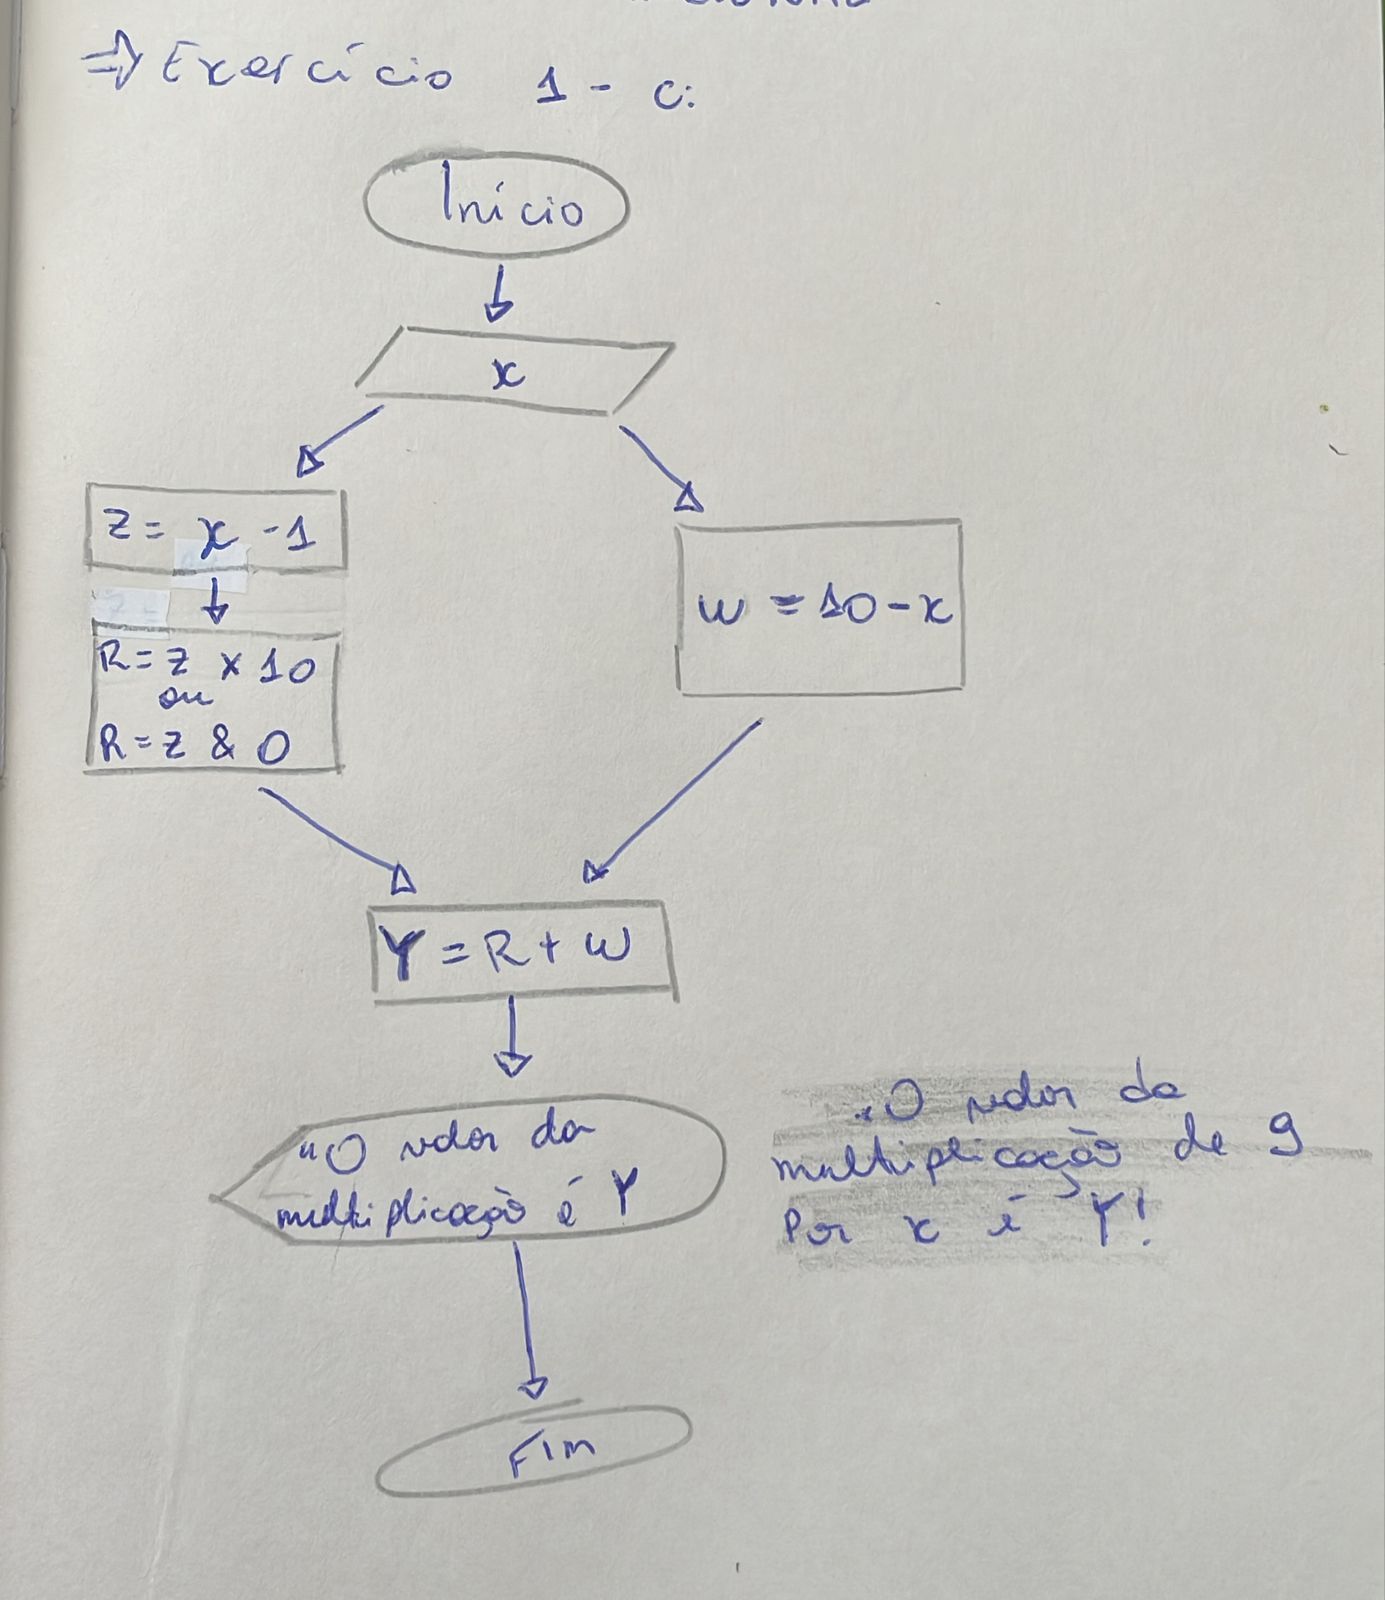 ⇒ Exercício 1 - c:
Início
x
Z = x - 1
W = 10 - x
R = Z x 10
ou
R = Z & 0
Y = R + W
"O valor da
multiplicação é Y
"O valor da
multiplicação de 9
Por x é Y!
Fim